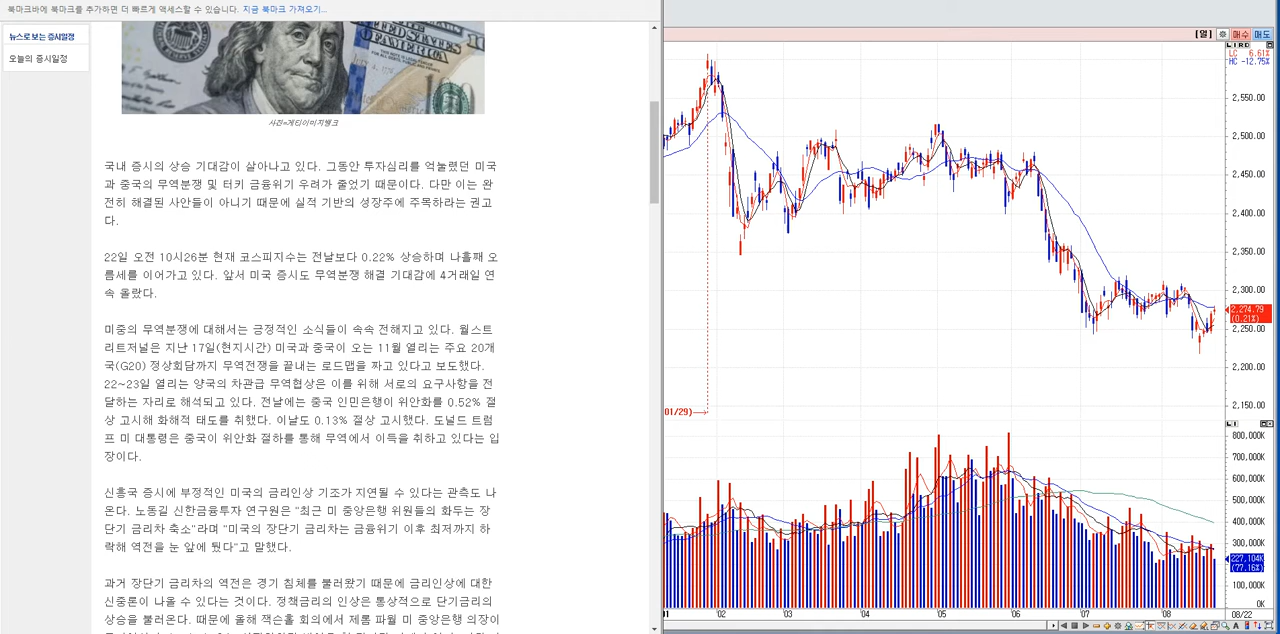 북마크바에 북마크를 추가하면 더 빠르게 액세스할 수 있습니다. 지금 북마크 가져오기...
뉴스로 보는 증시일정
오늘의 증시일정
사진=게티이미지뱅크
국내 증시의 상승 기대감이 살아나고 있다. 그동안 투자심리를 억눌렀던 미국
과 중국의 무역분쟁 및 터키 금융위기 우려가 줄었기 때문이다. 다만 이는 완
전히 해결된 사안들이 아니기 때문에 실적 기반의 성장주에 주목하라는 권고
다.
22일 오전 10시26분 현재 코스피지수는 전날보다 0.22% 상승하며 나흘째 오
름세를 이어가고 있다. 앞서 미국 증시도 무역분쟁 해결 기대감에 4거래일 연
속 올랐다.
미중의 무역분쟁에 대해서는 긍정적인 소식들이 속속 전해지고 있다. 월스트
리트저널은 지난 17일(현지시간) 미국과 중국이 오는 11월 열리는 주요 20개
국(G20) 정상회담까지 무역전쟁을 끝내는 로드맵을 짜고 있다고 보도했다.
22~23일 열리는 양국의 차관급 무역협상은 이를 위해 서로의 요구사항을 전
달하는 자리로 해석되고 있다. 전날에는 중국 인민은행이 위안화를 0.52% 절
상 고시해 화해적 태도를 취했다. 이날도 0.13% 절상 고시했다. 도널드 트럼
프 미 대통령은 중국이 위안화 절하를 통해 무역에서 이득을 취하고 있다는 입
장이다.
신흥국 증시에 부정적인 미국의 금리인상 기조가 지연될 수 있다는 관측도 나
온다. 노동길 신한금융투자 연구원은 "최근 미 중앙은행 위원들의 화두는 장
단기 금리차 축소"라며 "미국의 장단기 금리차는 금융위기 이후 최저까지 하
락해 역전을 눈 앞에 뒀다"고 말했다.
과거 장단기 금리차의 역전은 경기 침체를 불러왔기 때문에 금리인상에 대한
신중론이 나올 수 있다는 것이다. 정책금리의 인상은 통상적으로 단기금리의
상승을 불러온다. 때문에 올해 잭슨홀 회의에서 제롬 파월 미 중앙은행 의장이
[일] 매수 매도
LC 6.61%
HC -12.75%
2,550.00
2,500.00
2,450.00
2,400.00
2,350.00
2,300.00
2,274.79
(0.21%)
2,250.00
2,200.00
2,150.00
01/29)
800,000K
700,000K
600,000K
500,000K
400,000K
300,000K
227,104K
(77.16%)
100,000K
0K
01 '02 '03 '04 '05 '06 '07 '08 08/22